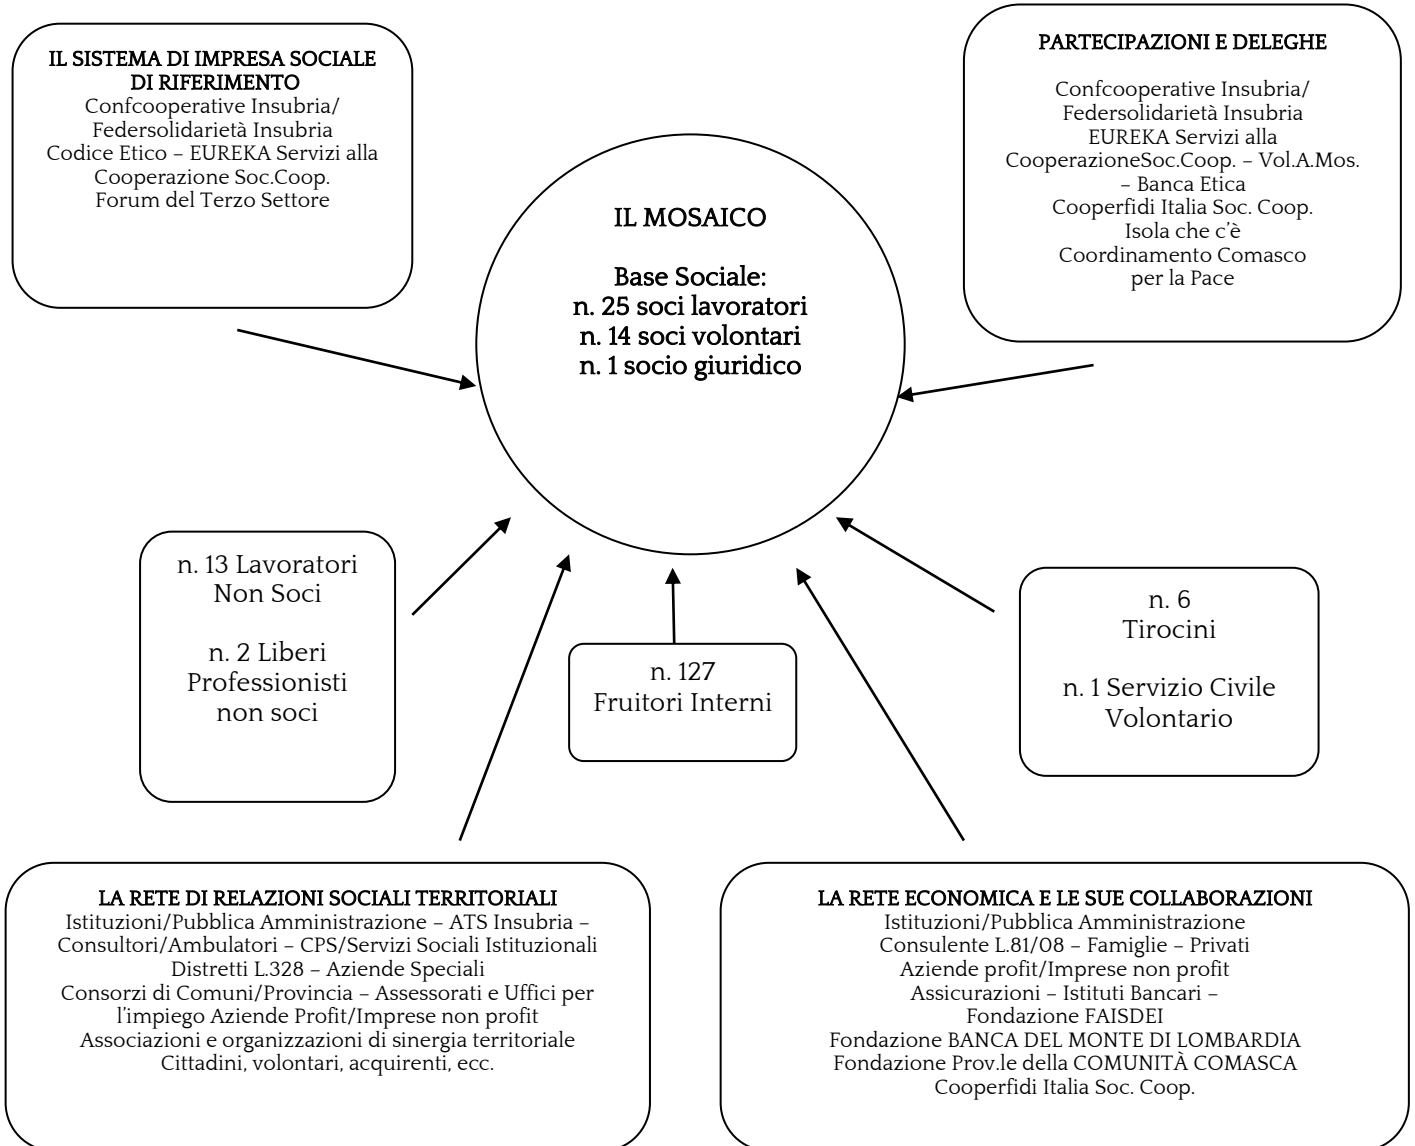 IL SISTEMA DI IMPRESA SOCIALE
DI RIFERIMENTO
Confcooperative Insubria/
Federsolidarietà Insubria
Codice Etico – EUREKA Servizi alla
Cooperazione Soc.Coop.
Forum del Terzo Settore
PARTECIPAZIONI E DELEGHE
Confcooperative Insubria/
Federsolidarietà Insubria
EUREKA Servizi alla
CooperazioneSoc.Coop. – Vol.A.Mos.
– Banca Etica
Cooperfidi Italia Soc. Coop.
Isola che c'è
Coordinamento Comasco
per la Pace
IL MOSAICO
Base Sociale:
n. 25 soci lavoratori
n. 14 soci volontari
n. 1 socio giuridico
n. 13 Lavoratori
Non Soci
n. 2 Liberi
Professionisti
non soci
n. 127
Fruitori Interni
n. 6
Tirocini
n. 1 Servizio Civile
Volontario
LA RETE DI RELAZIONI SOCIALI TERRITORIALI
Istituzioni/Pubblica Amministrazione – ATS Insubria –
Consultori/Ambulatori – CPS/Servizi Sociali Istituzionali
Distretti L.328 – Aziende Speciali
Consorzi di Comuni/Provincia – Assessorati e Uffici per
l'impiego Aziende Profit/Imprese non profit
Associazioni e organizzazioni di sinergia territoriale
Cittadini, volontari, acquirenti, ecc.
LA RETE ECONOMICA E LE SUE COLLABORAZIONI
Istituzioni/Pubblica Amministrazione
Consulente L.81/08 – Famiglie – Privati
Aziende profit/Imprese non profit
Assicurazioni – Istituti Bancari –
Fondazione FAISDEI
Fondazione BANCA DEL MONTE DI LOMBARDIA
Fondazione Prov.le della COMUNITÀ COMASCA
Cooperfidi Italia Soc. Coop.